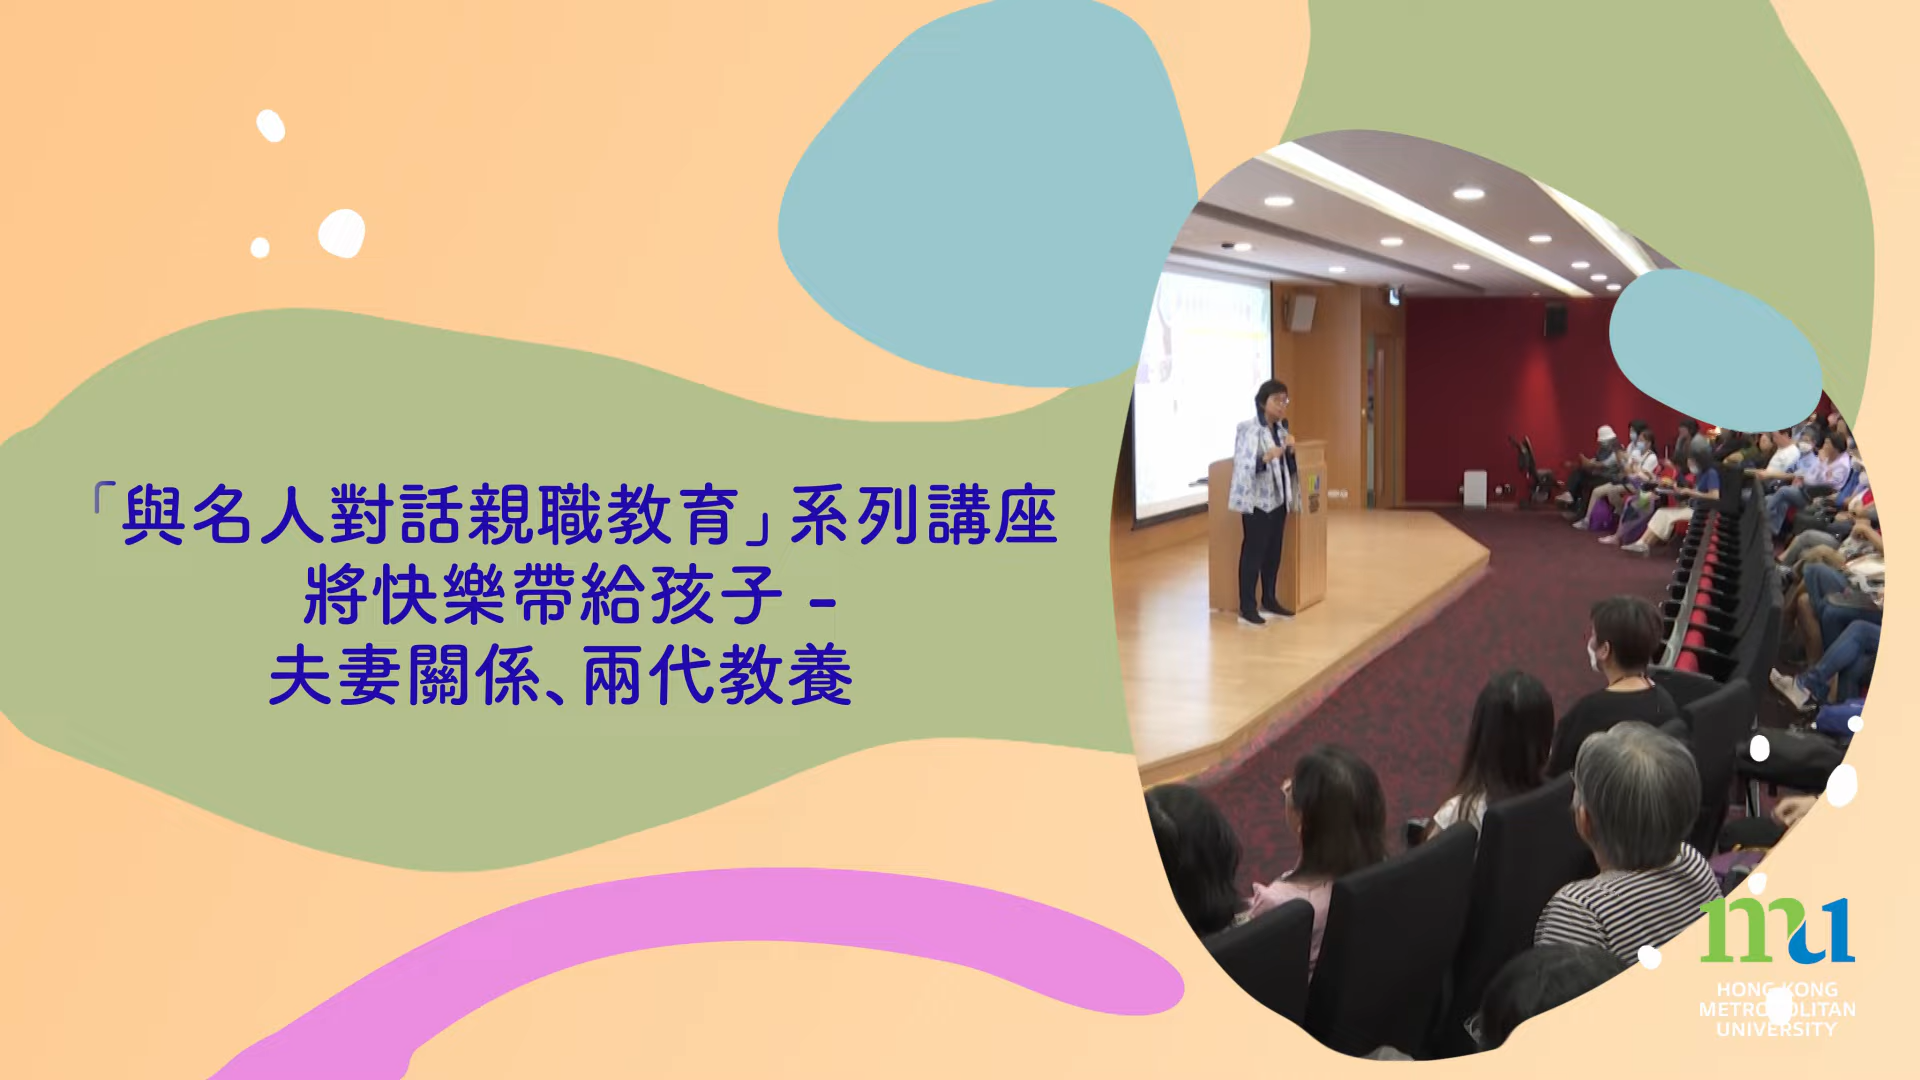 「與名人對話親職教育」系列講座
將快樂帶給孩子 -
夫妻關係、兩代教養
mu
HONG KONG
METROPOLITAN
UNIVERSITY